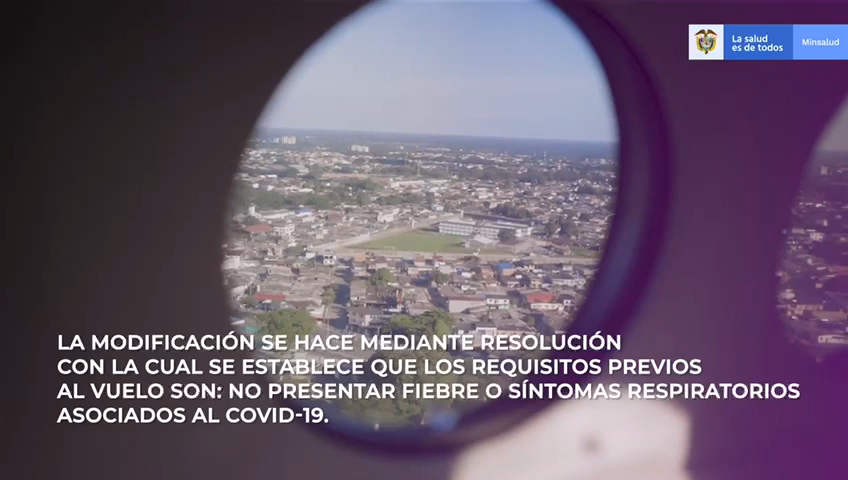 La salud
es de todos
Minsalud
LA MODIFICACIÓN SE HACE MEDIANTE RESOLUCIÓN
CON LA CUAL SE ESTABLECE QUE LOS REQUISITOS PREVIOS
AL VUELO SON: NO PRESENTAR FIEBRE O SÍNTOMAS RESPIRATORIOS
ASOCIADOS AL COVID-19.